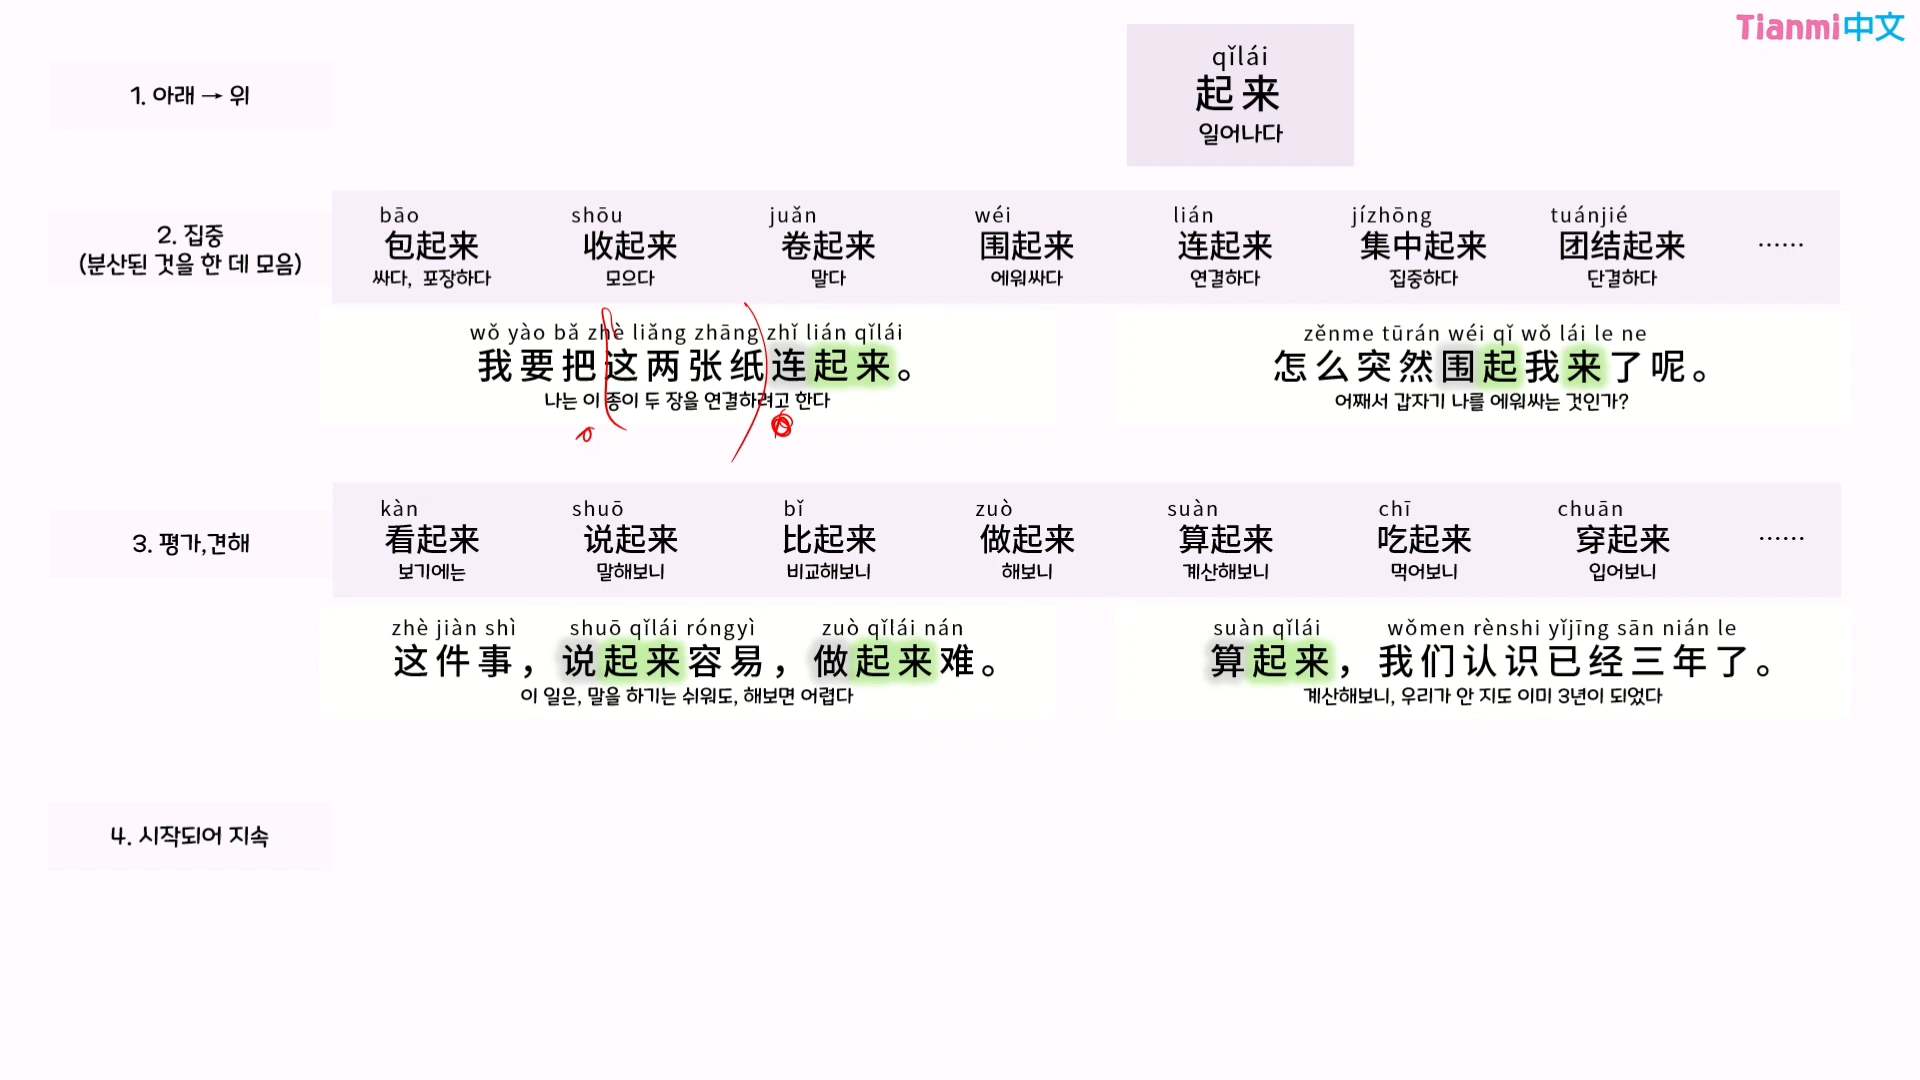 Tianmi中文
qǐlái
起来
일어나다
1. 아래 → 위
2. 집중
(분산된 것을 한 데 모음)
bāo shōu juǎn wéi lián jízhōng tuánjié
包起来 收起来 卷起来 围起来 连起来 集中起来 团结起来 ……
싸다, 포장하다 모으다 말다 에워싸다 연결하다 집중하다 단결하다
wǒ yào bǎ zhè liǎng zhāng zhǐ lián qǐlái
我要把这两张纸连起来。
나는 이 종이 두 장을 연결하려고 한다
zěnme tūrán wéi qǐ wǒ lái le ne
怎么突然围起我来了呢。
어째서 갑자기 나를 에워싸는 것인가?
3. 평가,견해
kàn shuō bǐ zuò suàn chī chuān
看起来 说起来 比起来 做起来 算起来 吃起来 穿起来 ……
보기에는 말해보니 비교해보니 해보니 계산해보니 먹어보니 입어보니
zhè jiàn shì shuō qǐlái róngyì zuò qǐlái nán
这件事，说起来容易，做起来难。
이 일은, 말을 하기는 쉬워도, 해보면 어렵다
suàn qǐlái wǒmen rènshi yǐjīng sān nián le
算起来，我们认识已经三年了。
계산해보니, 우리가 안 지도 이미 3년이 되었다
4. 시작되어 지속